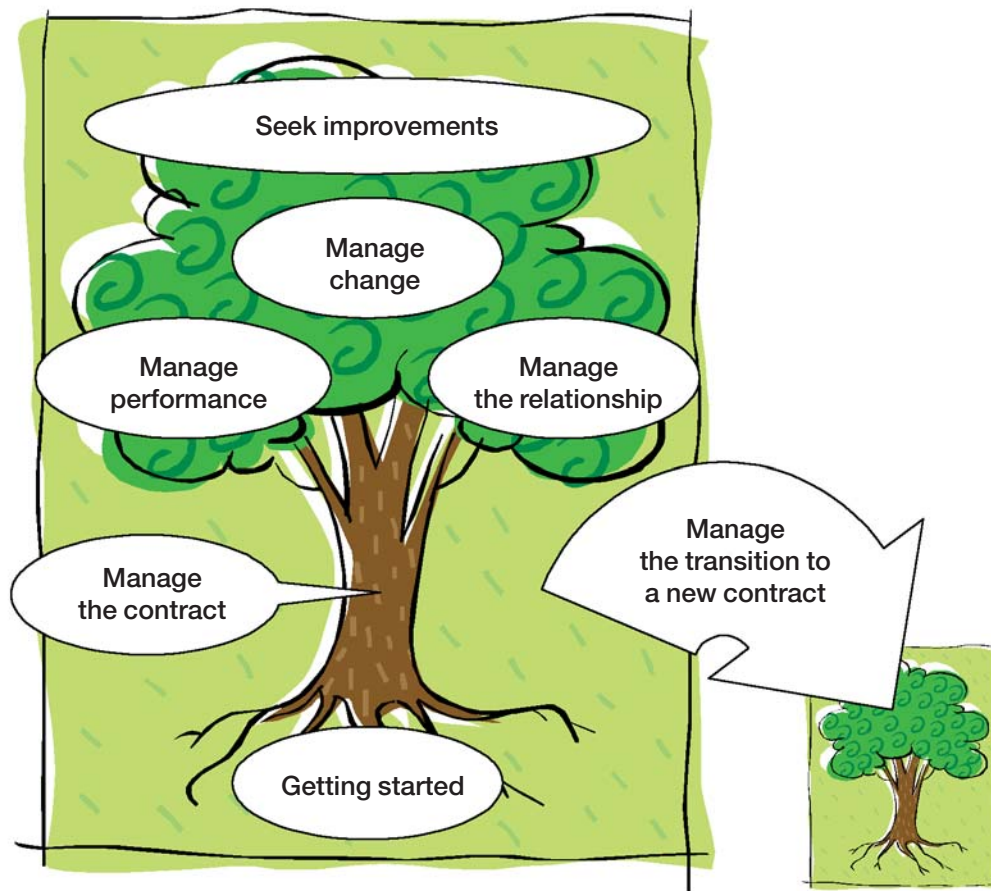 Seek improvements
Manage
change
Manage
performance
Manage
the relationship
Manage
the contract
Manage
the transition to
a new contract
Getting started